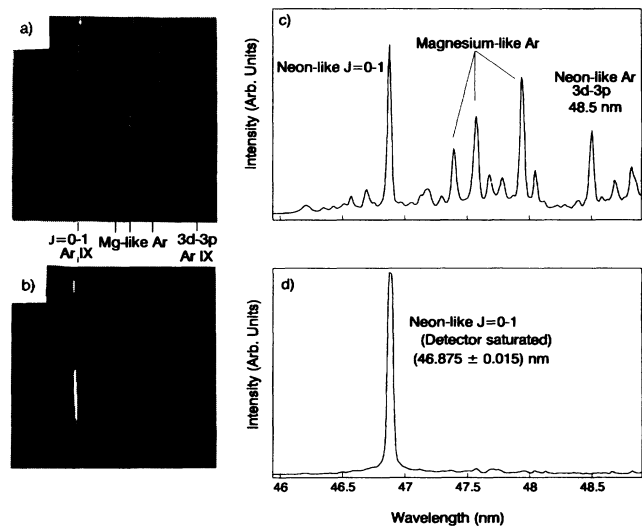 a)
J=0-1
Ar IX
Mg-like Ar
3d-3p
Ar IX
b)
c)
Intensity (Arb. Units)
Neon-like J=0-1
Magnesium-like Ar
Neon-like Ar
3d-3p
48.5 nm
d)
Intensity (Arb. Units)
Neon-like J=0-1
(Detector saturated)
(46.875 ± 0.015) nm
46 46.5 47 47.5 48 48.5
Wavelength (nm)